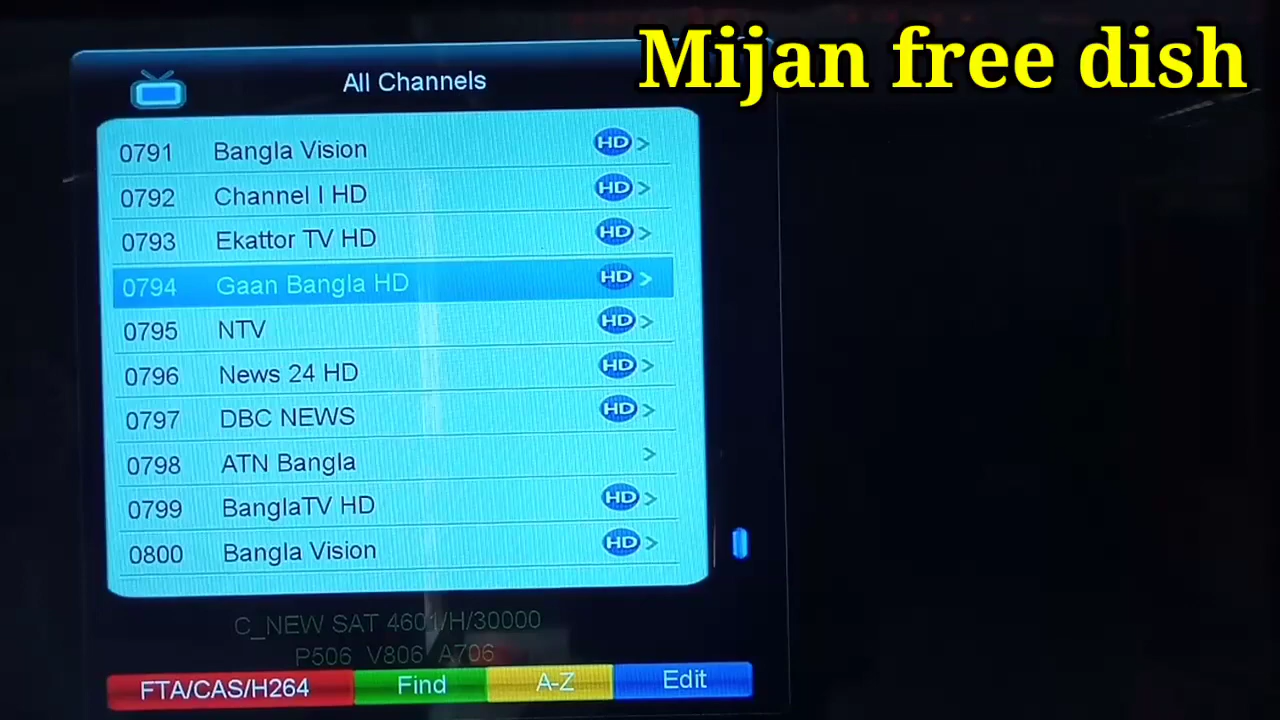 Mijan free dish
All Channels
0791 Bangla Vision HD >
0792 Channel I HD HD >
0793 Ekattor TV HD HD >
0794 Gaan Bangla HD HD >
0795 NTV HD >
0796 News 24 HD HD >
0797 DBC NEWS HD >
0798 ATN Bangla >
0799 BanglaTV HD HD >
0800 Bangla Vision HD >
C_NEW SAT 4601/H/30000
P506 V806 A706
FTA/CAS/H264 Find A-Z Edit